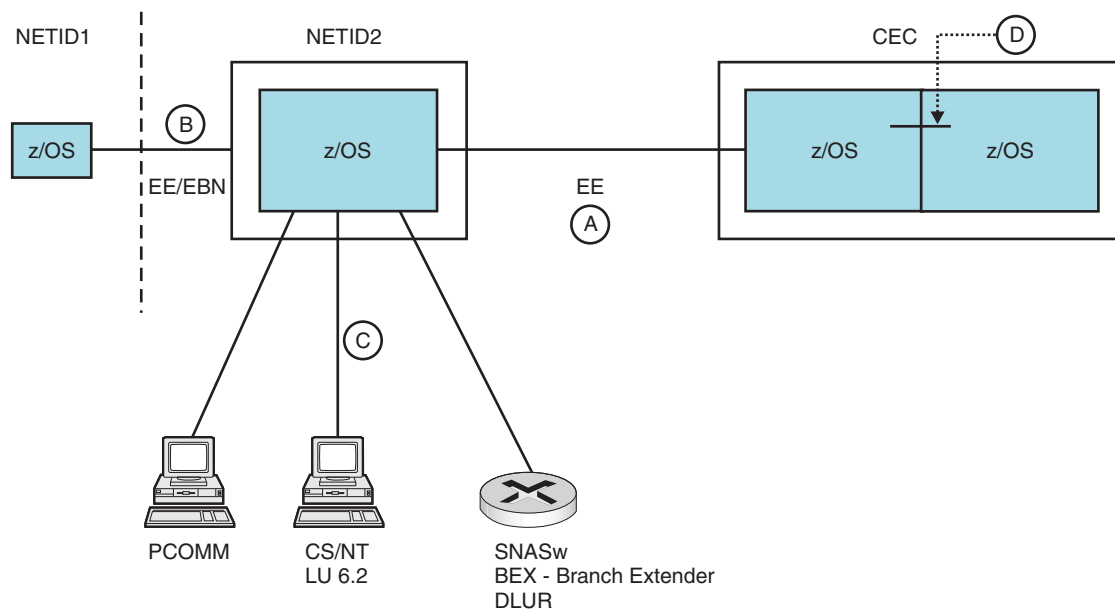 NETID1
NETID2
CEC
D
B
z/OS
z/OS
z/OS
z/OS
EE/EBN
EE
A
C
PCOMM
CS/NT
LU 6.2
SNASw
BEX - Branch Extender
DLUR